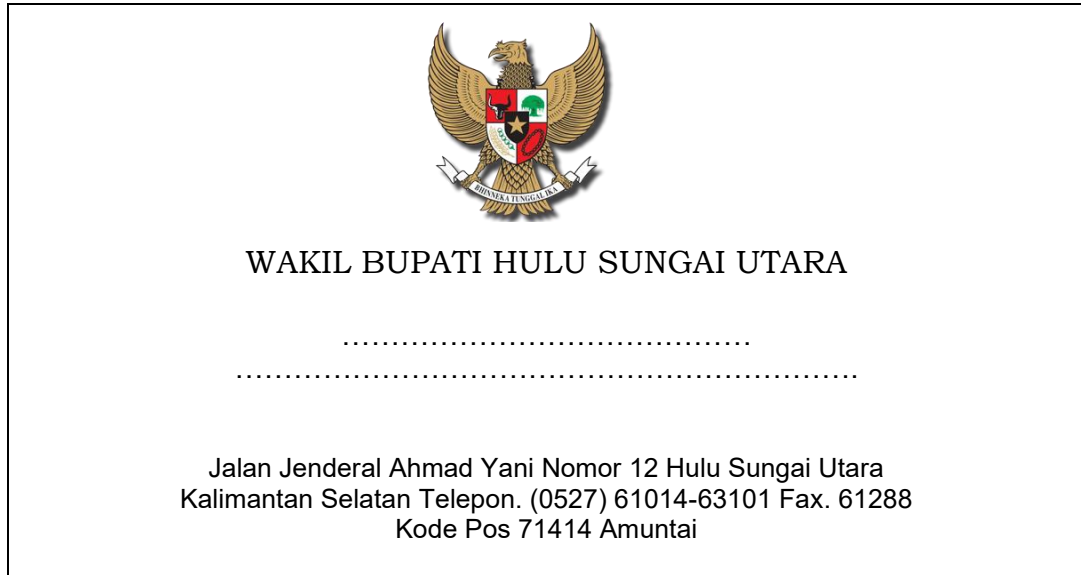 BHINNEKA TUNGGAL IKA
WAKIL BUPATI HULU SUNGAI UTARA
……………………………………
……………………………………………………….
Jalan Jenderal Ahmad Yani Nomor 12 Hulu Sungai Utara
Kalimantan Selatan Telepon. (0527) 61014-63101 Fax. 61288
Kode Pos 71414 Amuntai